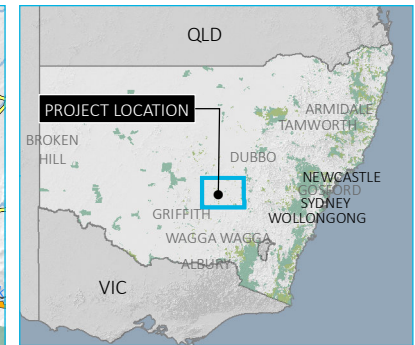 QLD
PROJECT LOCATION
ARMIDALE
TAMWORTH
BROKEN
HILL
DUBBO
NEWCASTLE
GOSFORD
SYDNEY
GRIFFITH
WOLLONGONG
WAGGA WAGGA
ALBURY
VIC